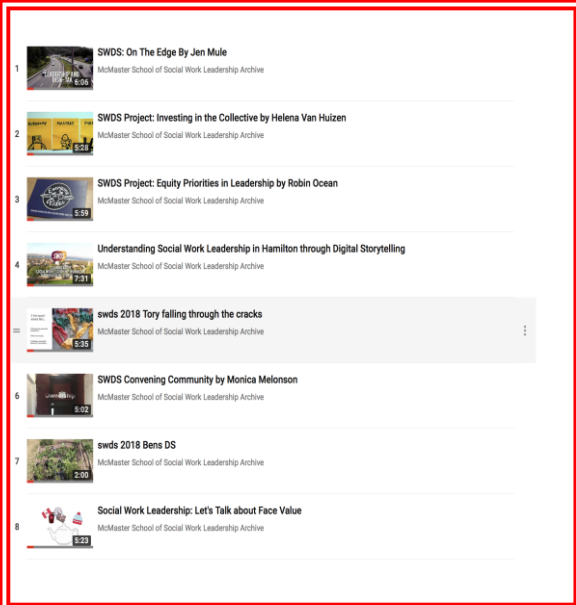 1
SWDS: On The Edge By Jen Mule
McMaster School of Social Work Leadership Archive
6:06
2
SWDS Project: Investing in the Collective by Helena Van Huizen
McMaster School of Social Work Leadership Archive
5:28
3
SWDS Project: Equity Priorities in Leadership by Robin Ocean
McMaster School of Social Work Leadership Archive
5:59
4
Understanding Social Work Leadership in Hamilton through Digital Storytelling
McMaster School of Social Work Leadership Archive
7:31
swds 2018 Tory falling through the cracks
McMaster School of Social Work Leadership Archive
5:35
6
SWDS Convening Community by Monica Melonson
McMaster School of Social Work Leadership Archive
5:02
7
swds 2018 Bens DS
McMaster School of Social Work Leadership Archive
2:00
8
Social Work Leadership: Let's Talk about Face Value
McMaster School of Social Work Leadership Archive
5:23